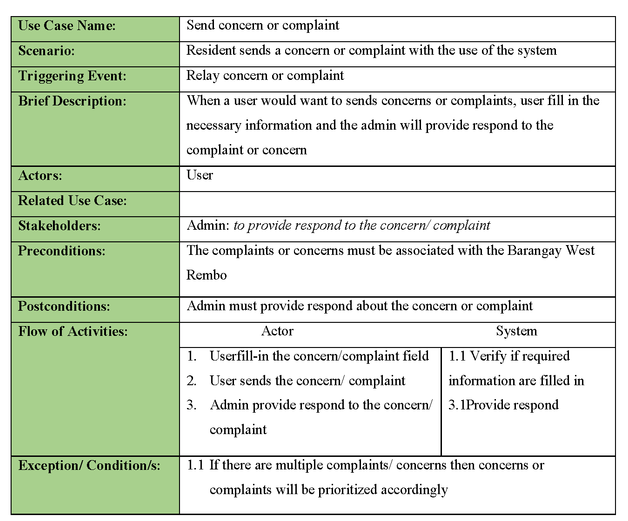 Use Case Name: Send concern or complaint
Scenario: Resident sends a concern or complaint with the use of the system
Triggering Event: Relay concern or complaint
Brief Description: When a user would want to sends concerns or complaints, user fill in the
necessary information and the admin will provide respond to the
complaint or concern
Actors: User
Related Use Case:
Stakeholders: Admin: to provide respond to the concern/ complaint
Preconditions: The complaints or concerns must be associated with the Barangay West
Rembo
Postconditions: Admin must provide respond about the concern or complaint
Flow of Activities: Actor System
1. Userfill-in the concern/complaint field
2. User sends the concern/ complaint
3. Admin provide respond to the concern/
complaint
1.1 Verify if required
information are filled in
3.1Provide respond
Exception/ Condition/s: 1.1 If there are multiple complaints/ concerns then concerns or
complaints will be prioritized accordingly